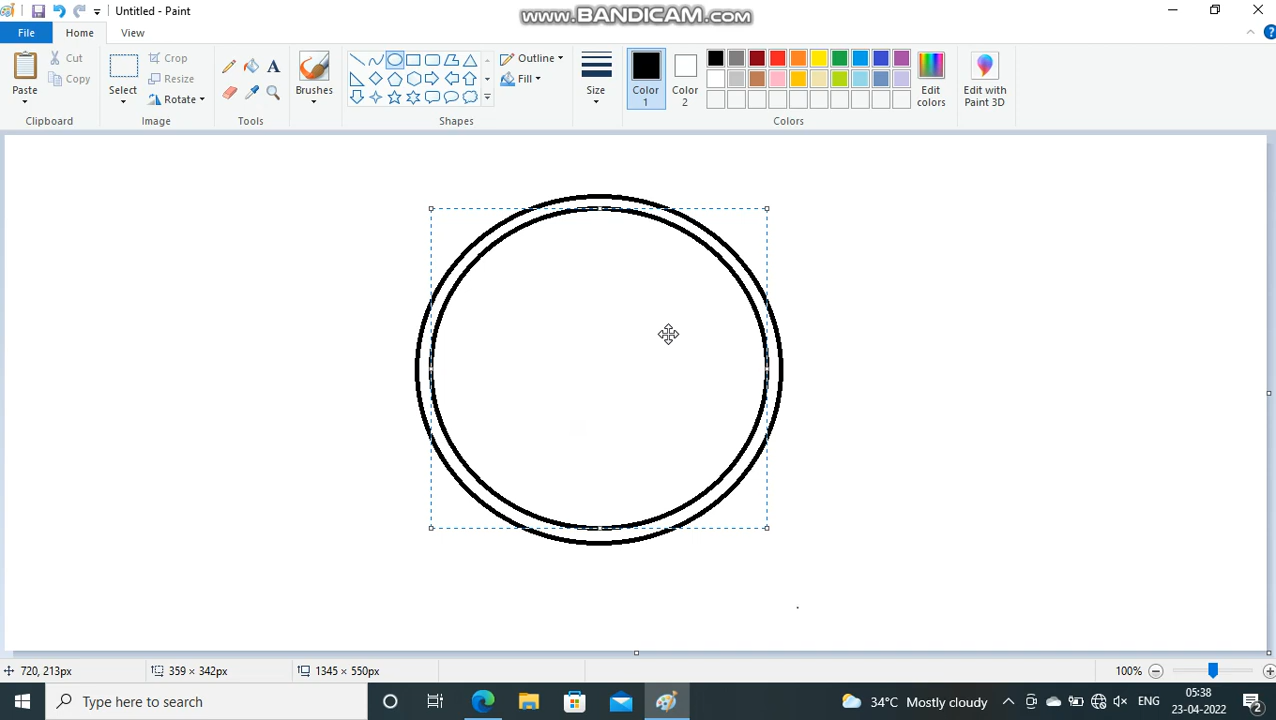 Untitled - Paint
www.BANDICAM.com
File
Home
View
Paste
Cut
Copy
Clipboard
Select
Crop
Resize
Rotate
Image
Tools
Brushes
Shapes
Outline
Fill
Size
Color 1
Color 2
Edit colors
Colors
Edit with Paint 3D
720, 213px
359 × 342px
1345 × 550px
100%
Type here to search
34°C Mostly cloudy
ENG
05:38
23-04-2022
2